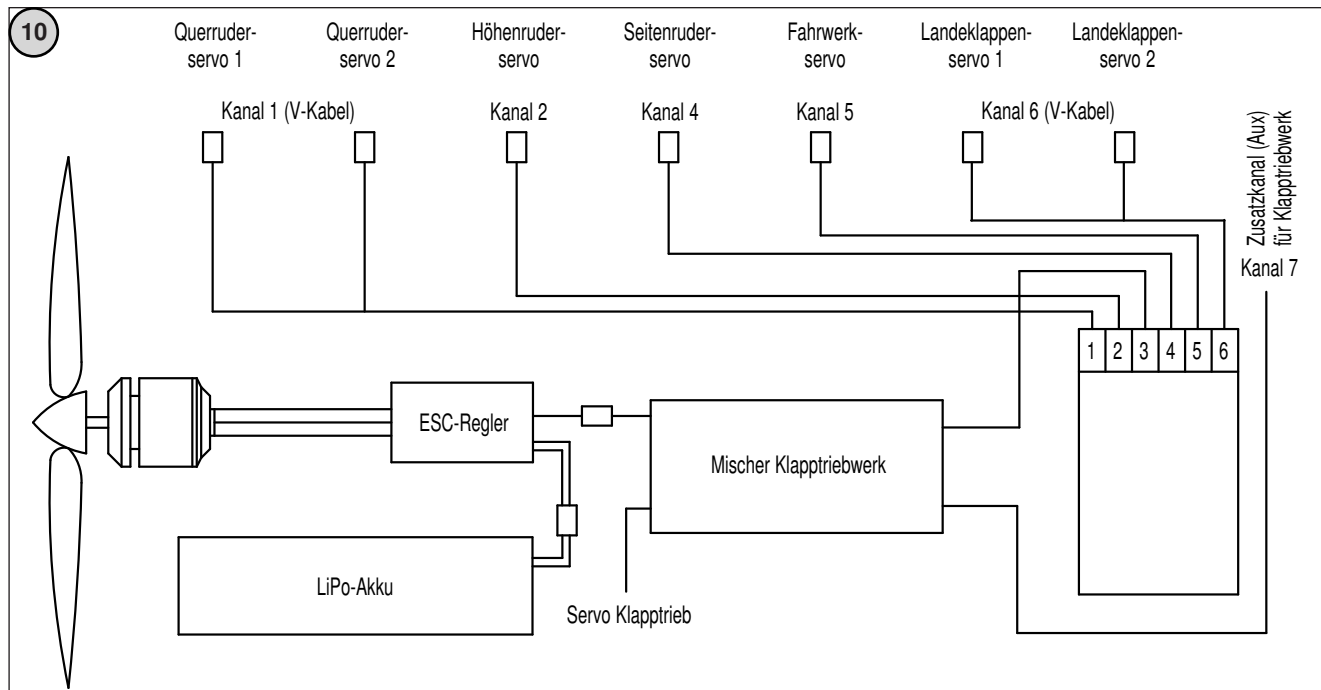 10
Querruder-
servo 1
Querruder-
servo 2
Höhenruder-
servo
Seitenruder-
servo
Fahrwerk-
servo
Landeklappen-
servo 1
Landeklappen-
servo 2
Kanal 1 (V-Kabel)
Kanal 2
Kanal 4
Kanal 5
Kanal 6 (V-Kabel)
Zusatzkanal (Aux)
für Klapptriebwerk
Kanal 7
1 2 3 4 5 6
ESC-Regler
Mischer Klapptriebwerk
LiPo-Akku
Servo Klapptrieb